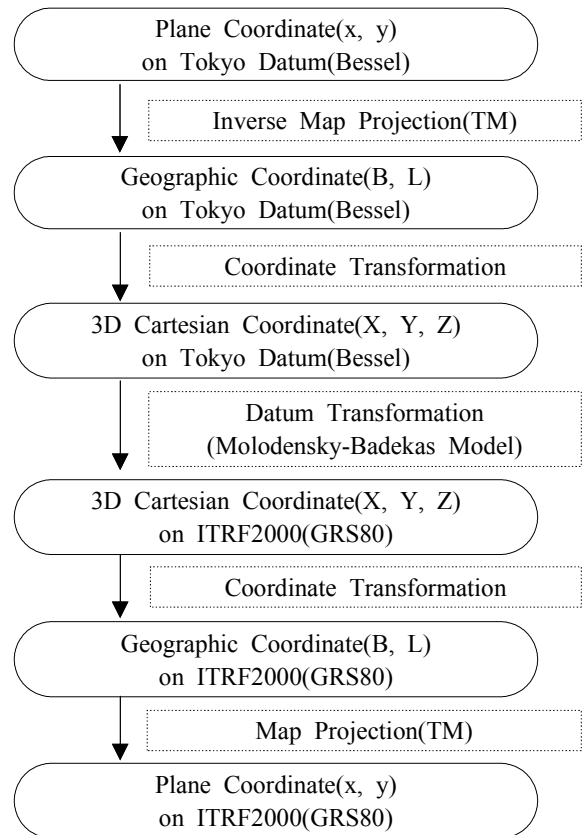 Plane Coordinate(x, y)
on Tokyo Datum(Bessel)
Inverse Map Projection(TM)
Geographic Coordinate(B, L)
on Tokyo Datum(Bessel)
Coordinate Transformation
3D Cartesian Coordinate(X, Y, Z)
on Tokyo Datum(Bessel)
Datum Transformation
(Molodensky-Badekas Model)
3D Cartesian Coordinate(X, Y, Z)
on ITRF2000(GRS80)
Coordinate Transformation
Geographic Coordinate(B, L)
on ITRF2000(GRS80)
Map Projection(TM)
Plane Coordinate(x, y)
on ITRF2000(GRS80)